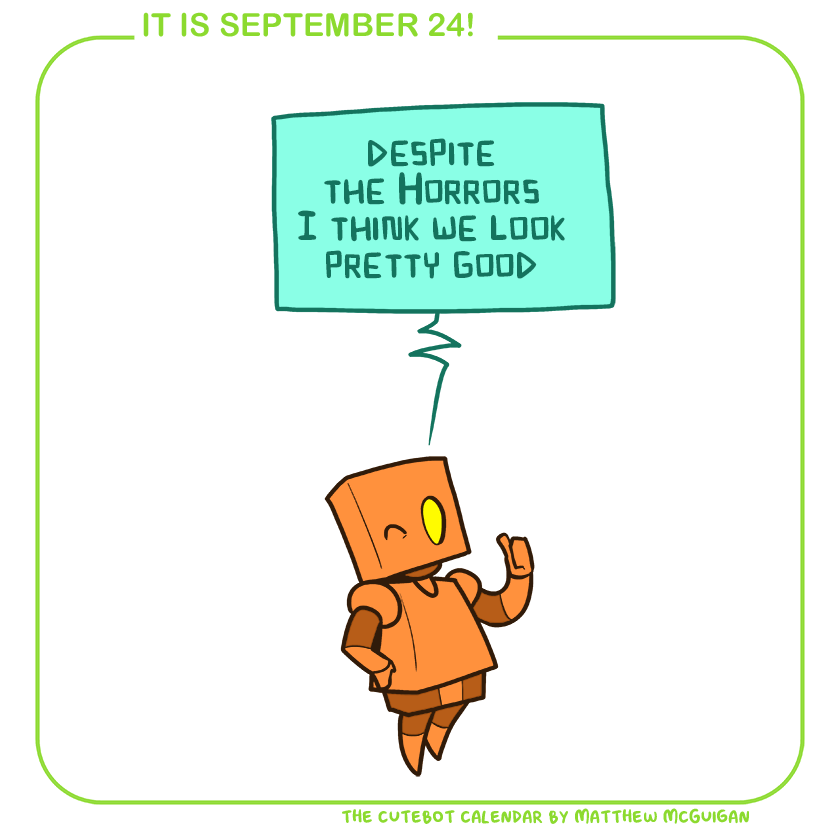 IT IS SEPTEMBER 24!
DESPITE
THE HORRORS
I THINK WE LOOK
PRETTY GOOD
THE CUTEBOT CALENDAR BY MATTHEW MCGUIGAN